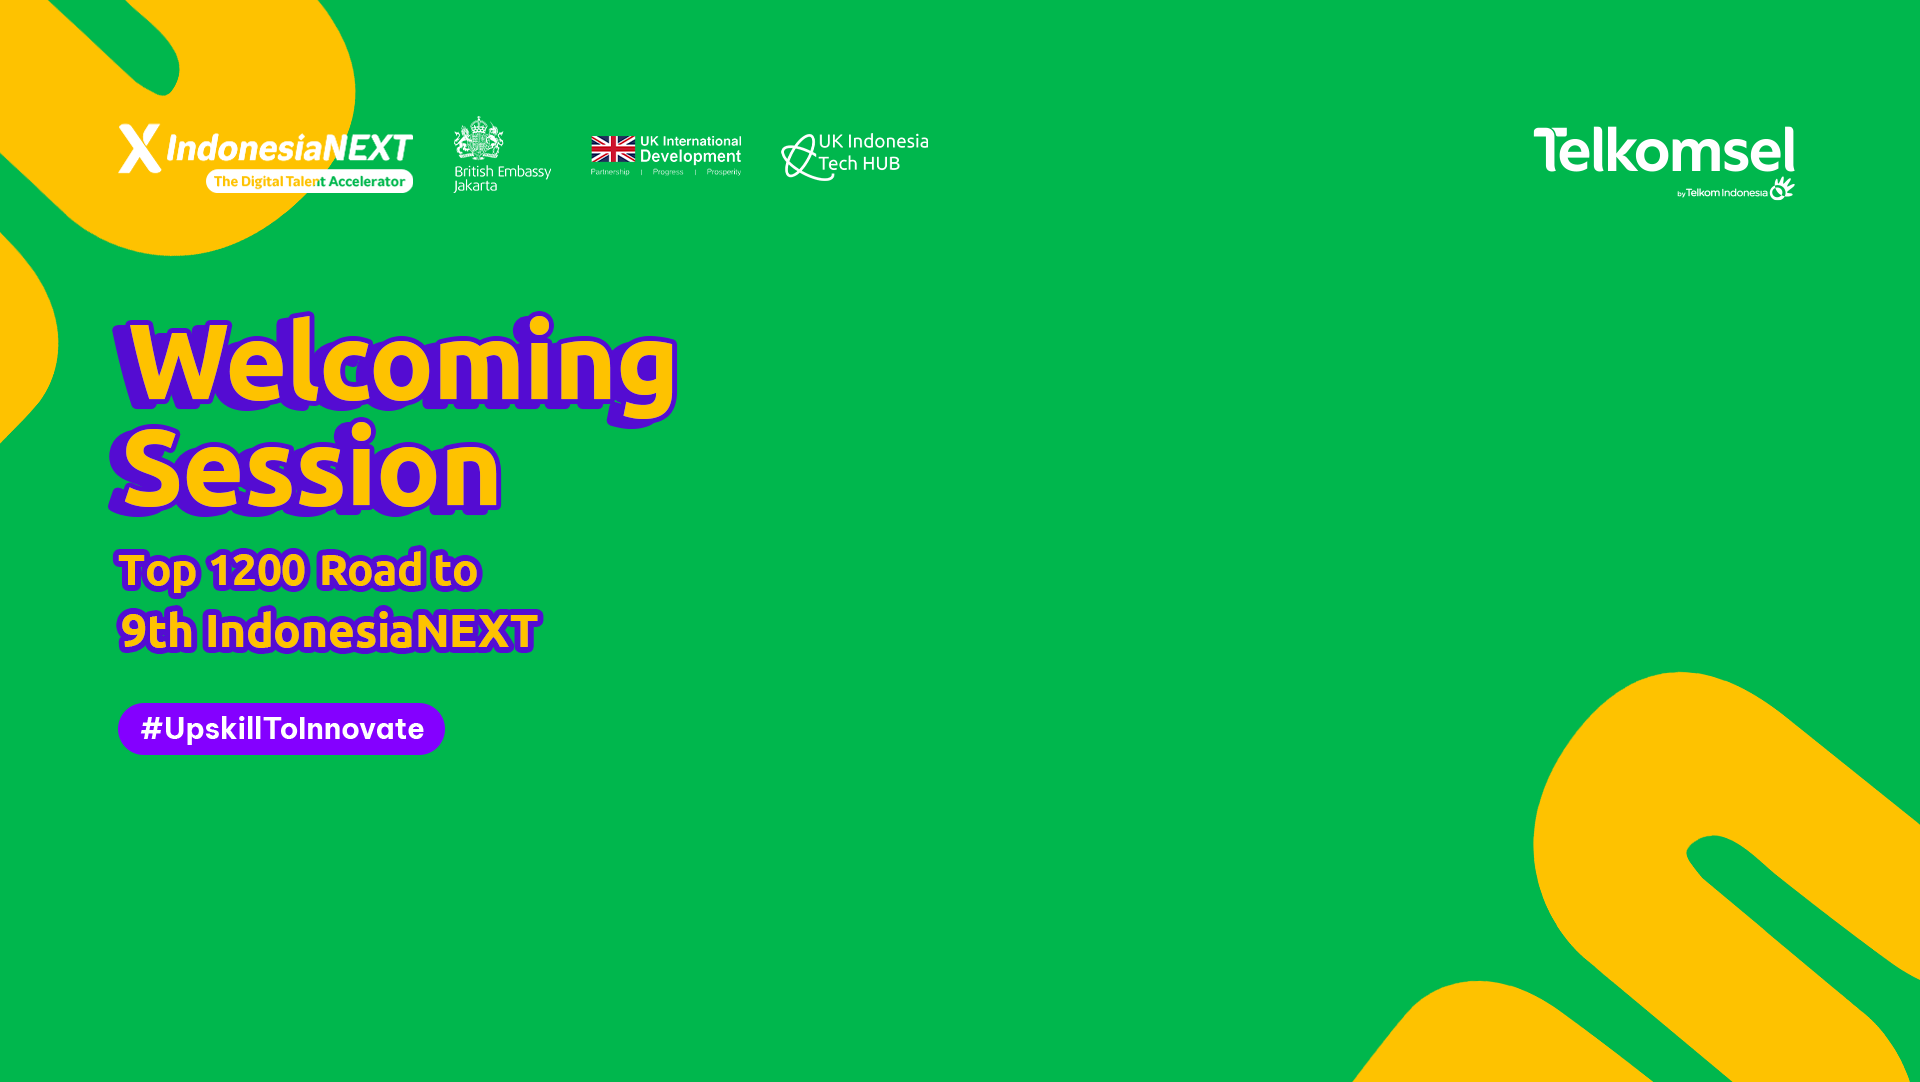 IndonesiaNEXT
The Digital Talent Accelerator
British Embassy
Jakarta
UK International
Development
Partnership | Progress | Prosperity
UK Indonesia
Tech HUB
Telkomsel
by Telkom Indonesia
Welcoming
Session
Top 1200 Road to
9th IndonesiaNEXT
#UpskillToInnovate